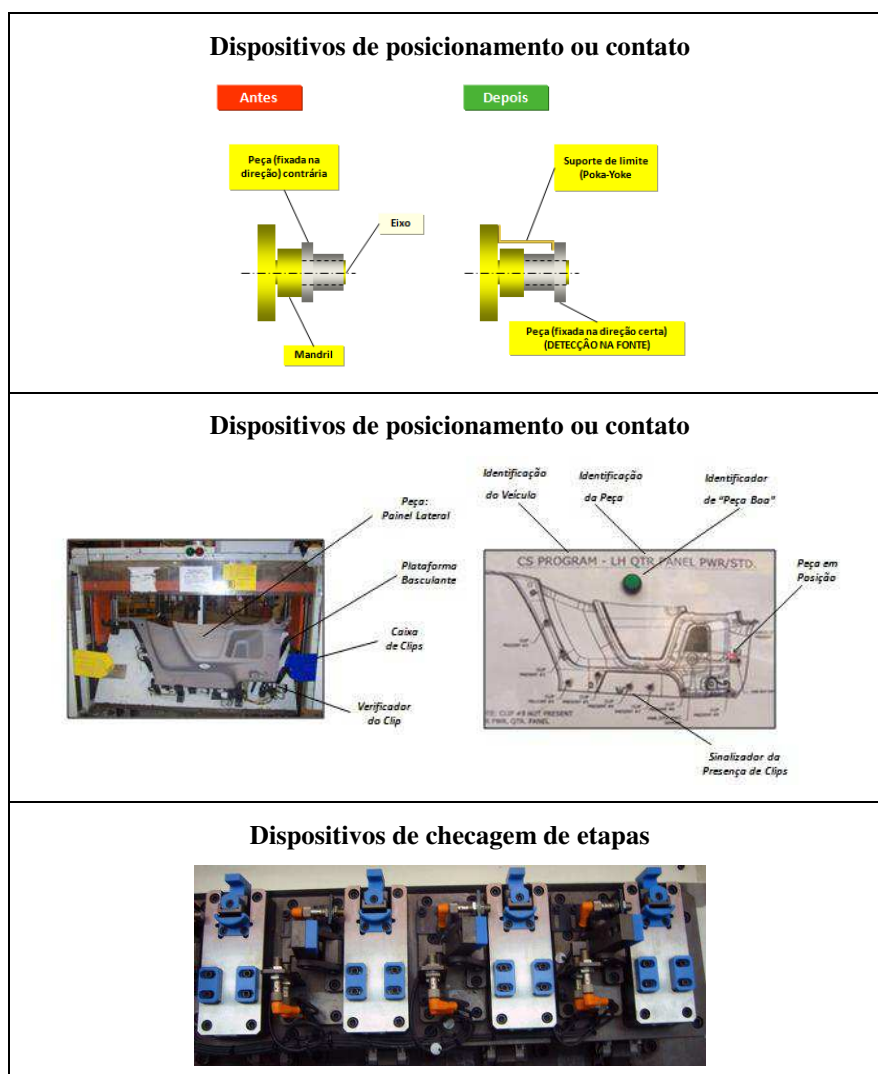 Dispositivos de posicionamento ou contato
Antes
Depois
Peça (fixada na
direção) contrária
Eixo
Mandril
Suporte de limite
(Poka-Yoke
Peça (fixada na direção certa)
(DETECÇÂO NA FONTE)
Dispositivos de posicionamento ou contato
Peça:
Painel Lateral
Plataforma
Basculante
Caixa
de Clips
Verificador
do Clip
Identificação
do Veículo
Identificação
da Peça
Identificador
de “Peça Boa”
Peça em
Posição
CS PROGRAM - LH QTR PANEL PWR/STD.
Sinalizador da
Presença de Clips
Dispositivos de checagem de etapas